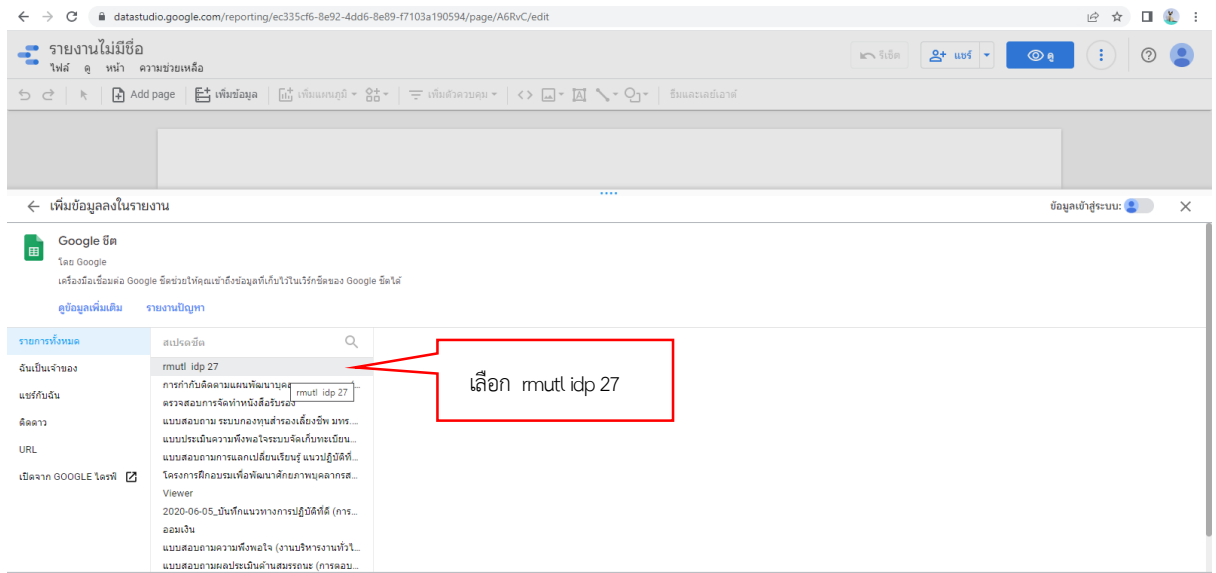 datastudio.google.com/reporting/ec335cf6-8e92-4dd6-8e89-f7103a190594/page/A6RvC/edit
รายงานไม่มีชื่อ
ไฟล์ ดู หน้า ความช่วยเหลือ
รีเซ็ต แชร์ ดู
Add page เพิ่มข้อมูล เพิ่มแผนภูมิ เพิ่มตัวควบคุม ธีมและเลย์เอาต์
เพิ่มข้อมูลลงในรายงาน
ข้อมูลเข้าสู่ระบบ:
Google ชีต
โดย Google
เครื่องมือเชื่อมต่อ Google ชีตช่วยให้คุณเข้าถึงข้อมูลที่เก็บไว้ในเวิร์กชีตของ Google ชีตได้
ดูข้อมูลเพิ่มเติม รายงานปัญหา
รายการทั้งหมด
ฉันเป็นเจ้าของ
แชร์กับฉัน
ติดดาว
URL
เปิดจาก GOOGLE ไดรฟ์
สเปรดชีต
rmutl idp 27
การกำกับติดตามแผนพัฒนาบุค
rmutl idp 27
ตรวจสอบการจัดทำหนังสือรับรอง
แบบสอบถาม ระบบกองทุนสำรองเลี้ยงชีพ มทร....
แบบประเมินความพึงพอใจระบบจัดเก็บทะเบียน...
แบบสอบถามการแลกเปลี่ยนเรียนรู้ แนวปฏิบัติที่...
โครงการฝึกอบรมเพื่อพัฒนาศักยภาพบุคลากรส...
Viewer
2020-06-05_บันทึกแนวทางการปฏิบัติที่ดี (การ...
ออมเงิน
แบบสอบถามความพึงพอใจ (งานบริหารงานทั่วไ...
แบบสอบถามผลประเมินด้านสมรรถนะ (การตอบ...
เลือก rmutl idp 27